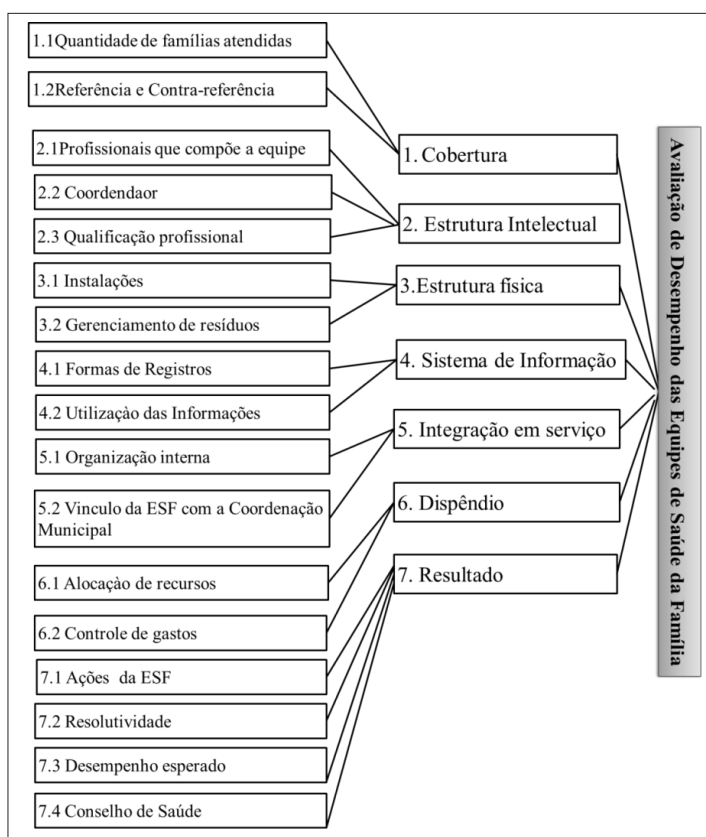 1.1Quantidade de famílias atendidas
1.2Referência e Contra-referência
2.1Profissionais que compõe a equipe
2.2 Coordendaor
2.3 Qualificação profissional
3.1 Instalações
3.2 Gerenciamento de resíduos
4.1 Formas de Registros
4.2 Utilizaçào das Informações
5.1 Organização interna
5.2 Vinculo da ESF com a Coordenação
Municipal
6.1 Alocaçào de recursos
6.2 Controle de gastos
7.1 Ações da ESF
7.2 Resolutividade
7.3 Desempenho esperado
7.4 Conselho de Saúde
1. Cobertura
2. Estrutura Intelectual
3.Estrutura física
4. Sistema de Informação
5. Integração em serviço
6. Dispêndio
7. Resultado
Avaliação de Desempenho das Equipes de Saúde da Família